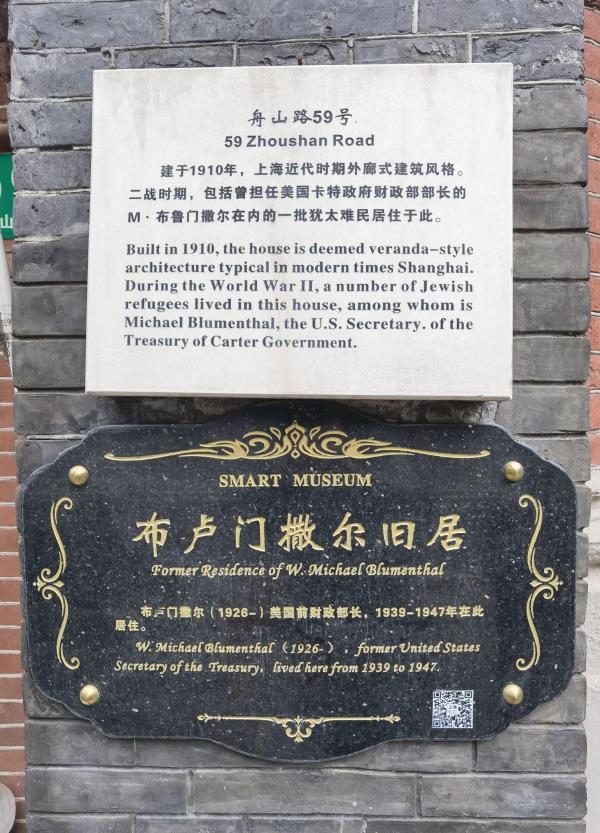 舟山路59号
59 Zhoushan Road
建于1910年，上海近代时期外廊式建筑风格。
二战时期，包括曾担任美国卡特政府财政部部长的
M·布鲁门撒尔在内的一批犹太难民居住于此。
Built in 1910, the house is deemed veranda-style
architecture typical in modern times Shanghai.
During the World War II, a number of Jewish
refugees lived in this house, among whom is
Michael Blumenthal, the U.S. Secretary. of the
Treasury of Carter Government.
SMART MUSEUM
布卢门撒尔旧居
Former Residence of W. Michael Blumenthal
布卢门撒尔（1926-）美国前财政部长，1939-1947年在此
居住。
W. Michael Blumenthal （1926-）, former United States
Secretary of the Treasury, lived here from 1939 to 1947.
山